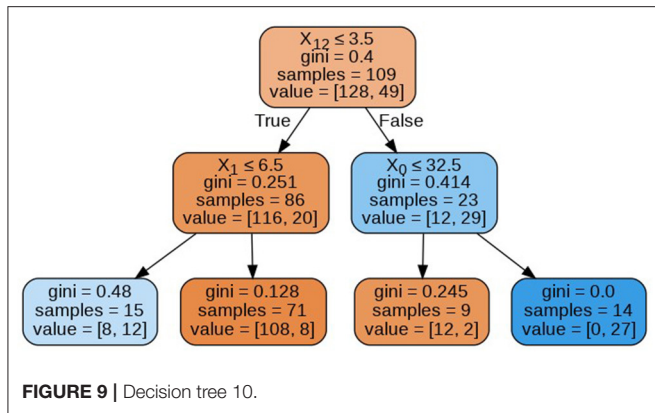 X12 ≤ 3.5
gini = 0.4
samples = 109
value = [128, 49]
True
False
X1 ≤ 6.5
gini = 0.251
samples = 86
value = [116, 20]
X0 ≤ 32.5
gini = 0.414
samples = 23
value = [12, 29]
gini = 0.48
samples = 15
value = [8, 12]
gini = 0.128
samples = 71
value = [108, 8]
gini = 0.245
samples = 9
value = [12, 2]
gini = 0.0
samples = 14
value = [0, 27]
FIGURE 9 | Decision tree 10.